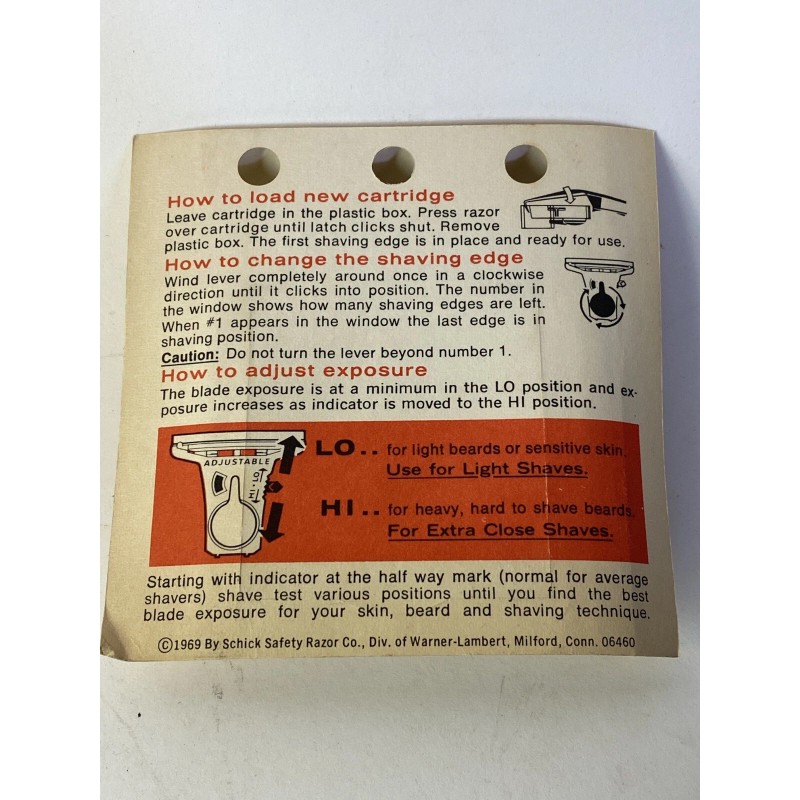 How to load new cartridge
Leave cartridge in the plastic box. Press razor
over cartridge until latch clicks shut. Remove
plastic box. The first shaving edge is in place and ready for use.
How to change the shaving edge
Wind lever completely around once in a clockwise
direction until it clicks into position. The number in
the window shows how many shaving edges are left.
When #1 appears in the window the last edge is in
shaving position.
Caution: Do not turn the lever beyond number 1.
How to adjust exposure
The blade exposure is at a minimum in the LO position and ex-
posure increases as indicator is moved to the HI position.
ADJUSTABLE
HI · LO
LO.. for light beards or sensitive skin.
Use for Light Shaves.
HI.. for heavy, hard to shave beards.
For Extra Close Shaves.
Starting with indicator at the half way mark (normal for average
shavers) shave test various positions until you find the best
blade exposure for your skin, beard and shaving technique.
©1969 By Schick Safety Razor Co., Div. of Warner-Lambert, Milford, Conn. 06460